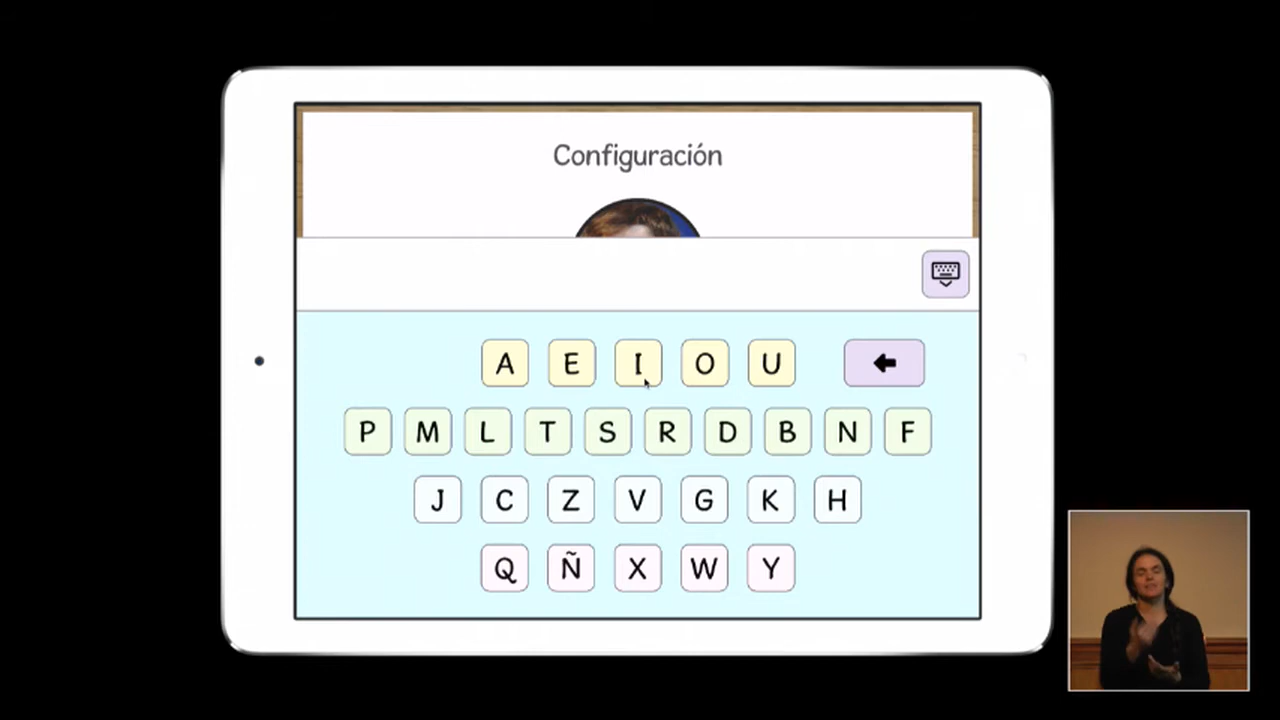 Configuración
A E I O U
P M L T S R D B N F
J C Z V G K H
Q Ñ X W Y